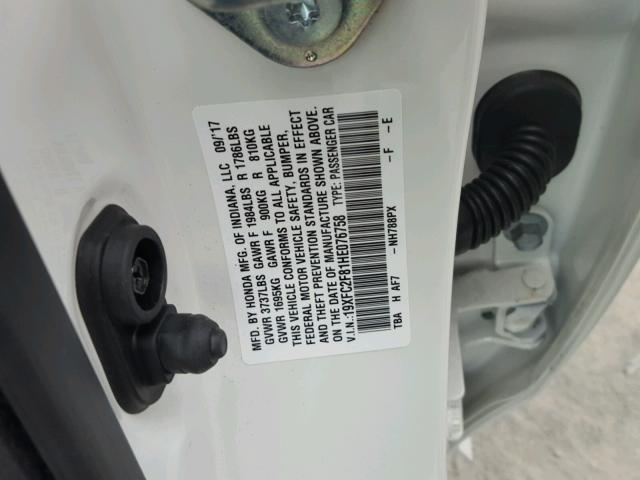 MFD. BY HONDA MFG. OF INDIANA, LLC 09/'17
GVWR 3737LBS GAWR F 1984LBS R 1786LBS
GVWR 1695KG GAWR F 900KG R 810KG
THIS VEHICLE CONFORMS TO ALL APPLICABLE
FEDERAL MOTOR VEHICLE SAFETY, BUMPER,
AND THEFT PREVENTION STANDARDS IN EFFECT
ON THE DATE OF MANUFACTURE SHOWN ABOVE.
V.I.N.:19XFC2F81HE076758 TYPE: PASSENGER CAR
TBA H AF7 -NH788PX -F -E